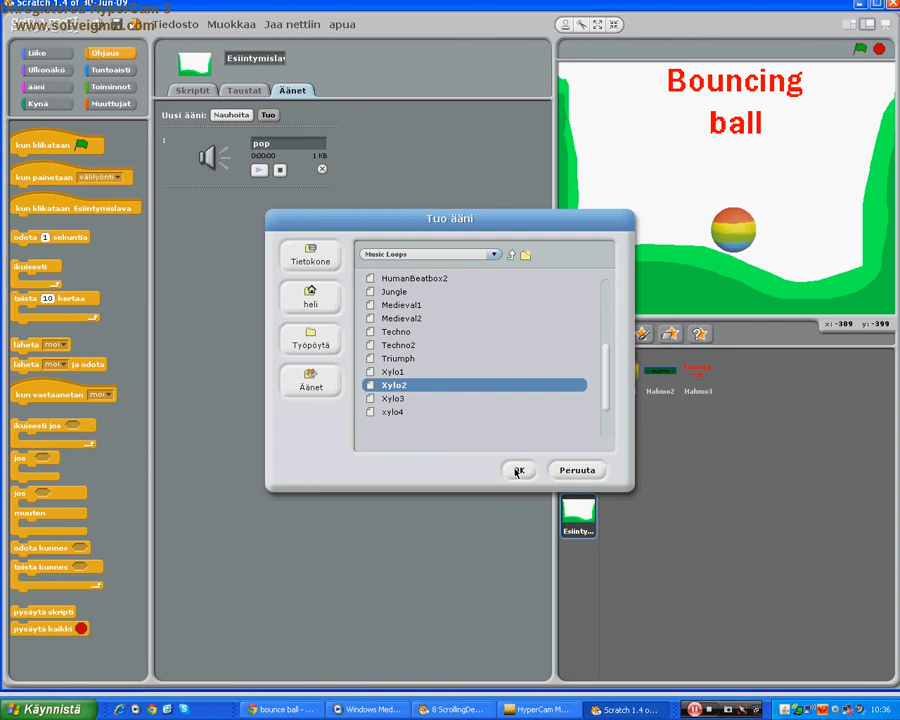 Scratch 1.4 of 30-Jun-09
Unregistered HyperCam 3
www.solveigmm.com
Tiedosto Muokkaa Jaa nettiin apua
Liike
Ohjaus
Ulkonäkö
Tuntoaisti
ääni
Toiminnot
Kynä
Muuttujat
kun klikataan
kun painetaan välilyönti
kun klikataan Esiintymislava
odota 1 sekuntia
ikuisesti
toista 10 kertaa
lähetä moi
lähetä moi ja odota
kun vastaanotan moi
ikuisesti jos
jos
jos
muuten
odota kunnes
toista kunnes
pysäytä skripti
pysäytä kaikki
Esiintymislav
Skriptit Taustat Äänet
Uusi ääni: Nauhoita Tuo
1
pop
0:00:00 1 KB
Tuo ääni
Tietokone
heli
Työpöytä
Äänet
Music Loops
HumanBeatbox2
Jungle
Medieval1
Medieval2
Techno
Techno2
Triumph
Xylo1
Xylo2
Xylo3
xylo4
OK
Peruuta
Bouncing
ball
x: -309 y: -399
Hahmo2 Hahmo3
Esiinty...
Käynnistä
bounce ball - ...
Windows Med...
8 ScrollingDe...
HyperCam M...
Scratch 1.4 o...
10:36